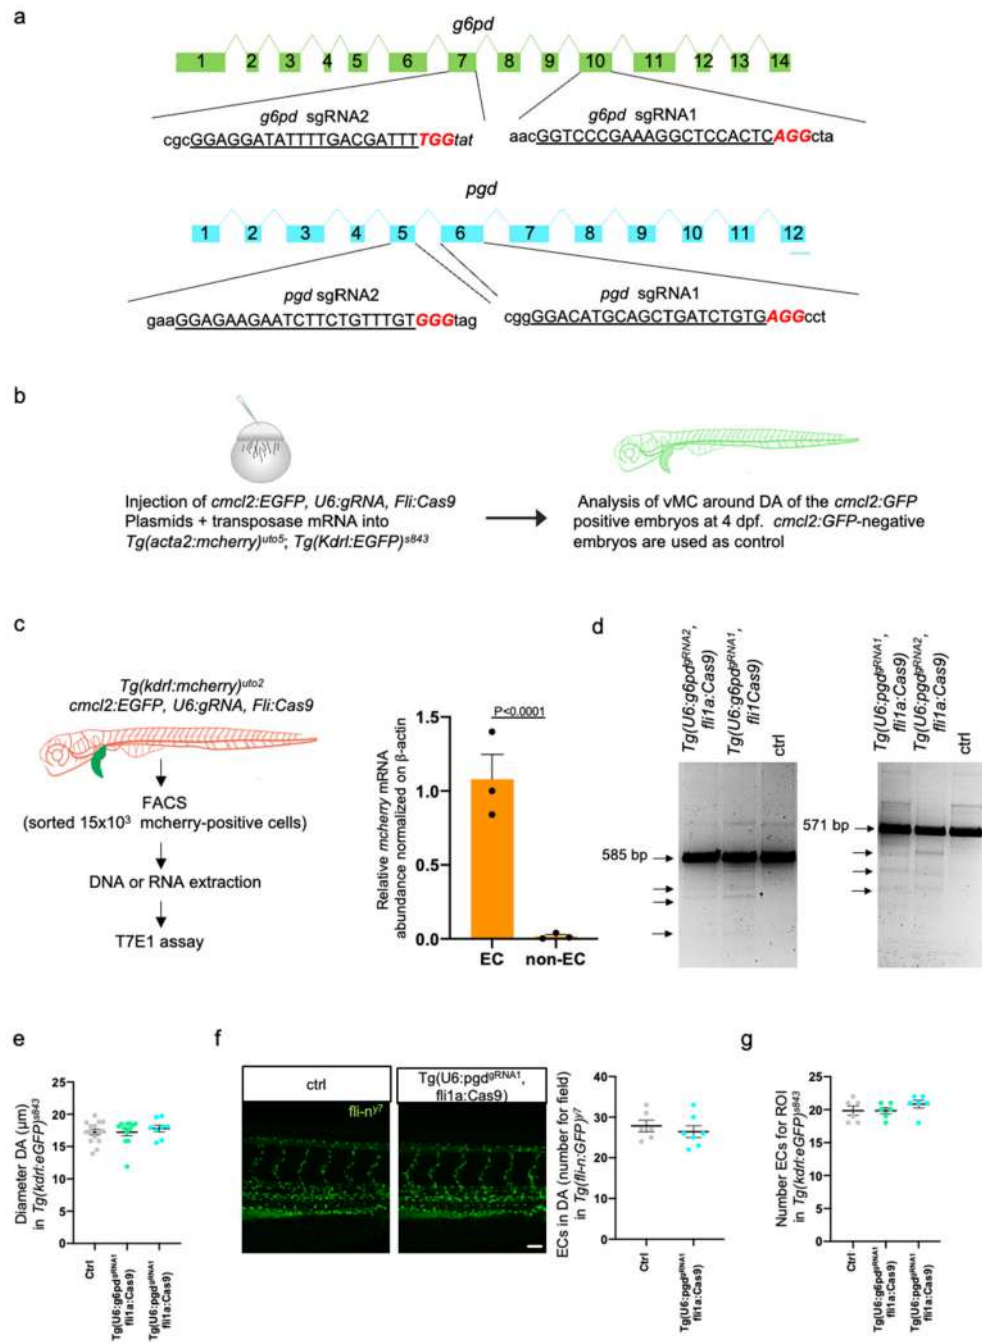 a
g6pd
1 2 3 4 5 6 7 8 9 10 11 12 13 14
g6pd sgRNA2
g6pd sgRNA1
cgcGGAGGATATTTTGACGATTTTGGtat
aacGGTCCCGAAAGGCTCCACTCAGGcta
pgd
1 2 3 4 5 6 7 8 9 10 11 12
pgd sgRNA2
pgd sgRNA1
gaaGGAGAAGAATCTTCTGTTTGTGGGtag
cggGGACATGCAGCTGATCTGTGAGGcct
b
Injection of cmcl2:EGFP, U6:gRNA, Fli:Cas9
Plasmids + transposase mRNA into
Tg(acta2:mcherry)uto5; Tg(Kdrl:EGFP)s843
Analysis of vMC around DA of the cmcl2:GFP
positive embryos at 4 dpf. cmcl2:GFP-negative
embryos are used as control
c
Tg(kdrl:mcherry)uto2
cmcl2:EGFP, U6:gRNA, Fli:Cas9
FACS
(sorted 15x10³ mcherry-positive cells)
DNA or RNA extraction
T7E1 assay
Relative mcherry mRNA
abundance normalized on β-actin
1.5
1.0
0.5
0.0
P<0.0001
EC non-EC
d
Tg(U6:g6pdgRNA2,
fli1a:Cas9)
Tg(U6:g6pdgRNA1,
fli1Cas9)
ctrl
585 bp
Tg(U6:pgdgRNA1,
fli1a:Cas9)
Tg(U6:pgdgRNA2,
fli1a:Cas9)
ctrl
571 bp
e
Diameter DA (µm)
in Tg(kdrl:eGFP)s843
25
20
15
10
5
0
Ctrl
Tg(U6:g6pdgRNA1
fli1a:Cas9)
Tg(U6:pgdgRNA1
fli1a:Cas9)
f
ctrl
Tg(U6:pgdgRNA1,
fli1a:Cas9)
fli-ny7
ECs in DA (number for field)
in Tg(fli-n:GFP)y7
40
30
20
10
0
Ctrl
Tg(U6:pgdgRNA1
fli1a:Cas9)
g
Number ECs for ROI
in Tg(kdrl:eGFP)s843
25
20
15
10
5
0
Ctrl
Tg(U6:g6pdgRNA1
fli1a:Cas9)
Tg(U6:pgdgRNA1
fli1a:Cas9)